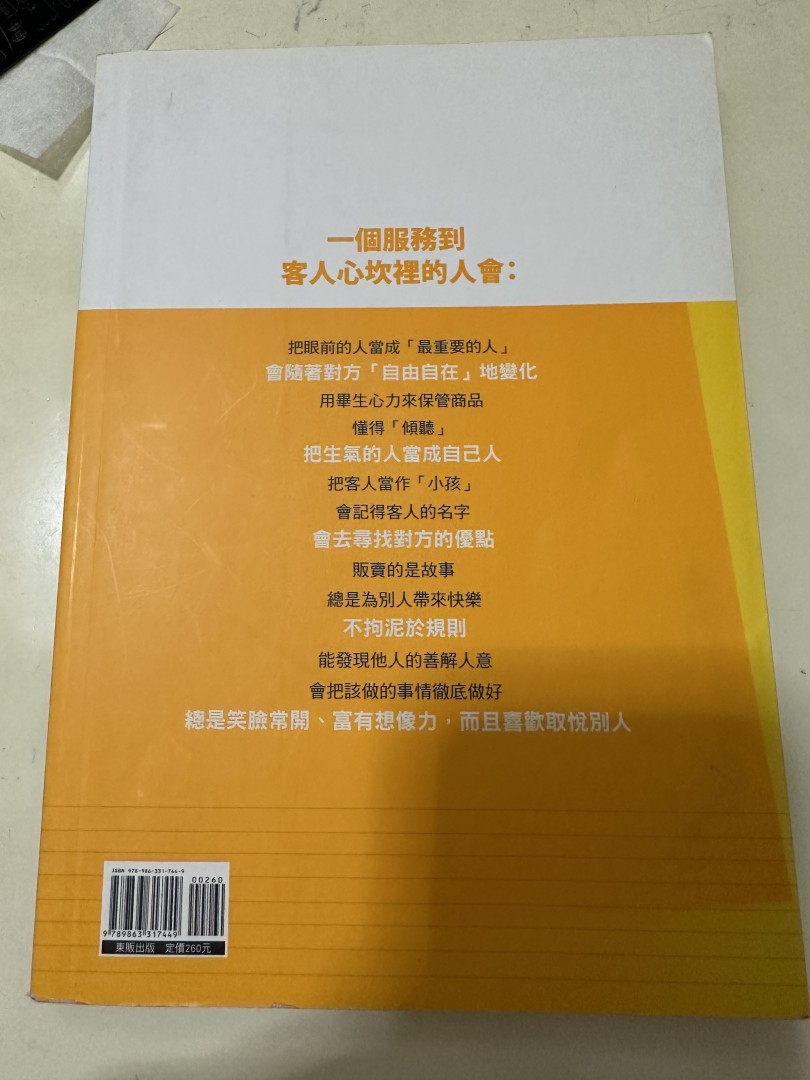 一個服務到
客人心坎裡的人會：
把眼前的人當成「最重要的人」
會隨著對方「自由自在」地變化
用畢生心力來保管商品
懂得「傾聽」
把生氣的人當成自己人
把客人當作「小孩」
會記得客人的名字
會去尋找對方的優點
販賣的是故事
總是為別人帶來快樂
不拘泥於規則
能發現他人的善解人意
會把該做的事情徹底做好
總是笑臉常開、富有想像力，而且喜歡取悅別人
ISBN 978-986-331-744-9
00260
9 789863 317449
東販出版 定價260元